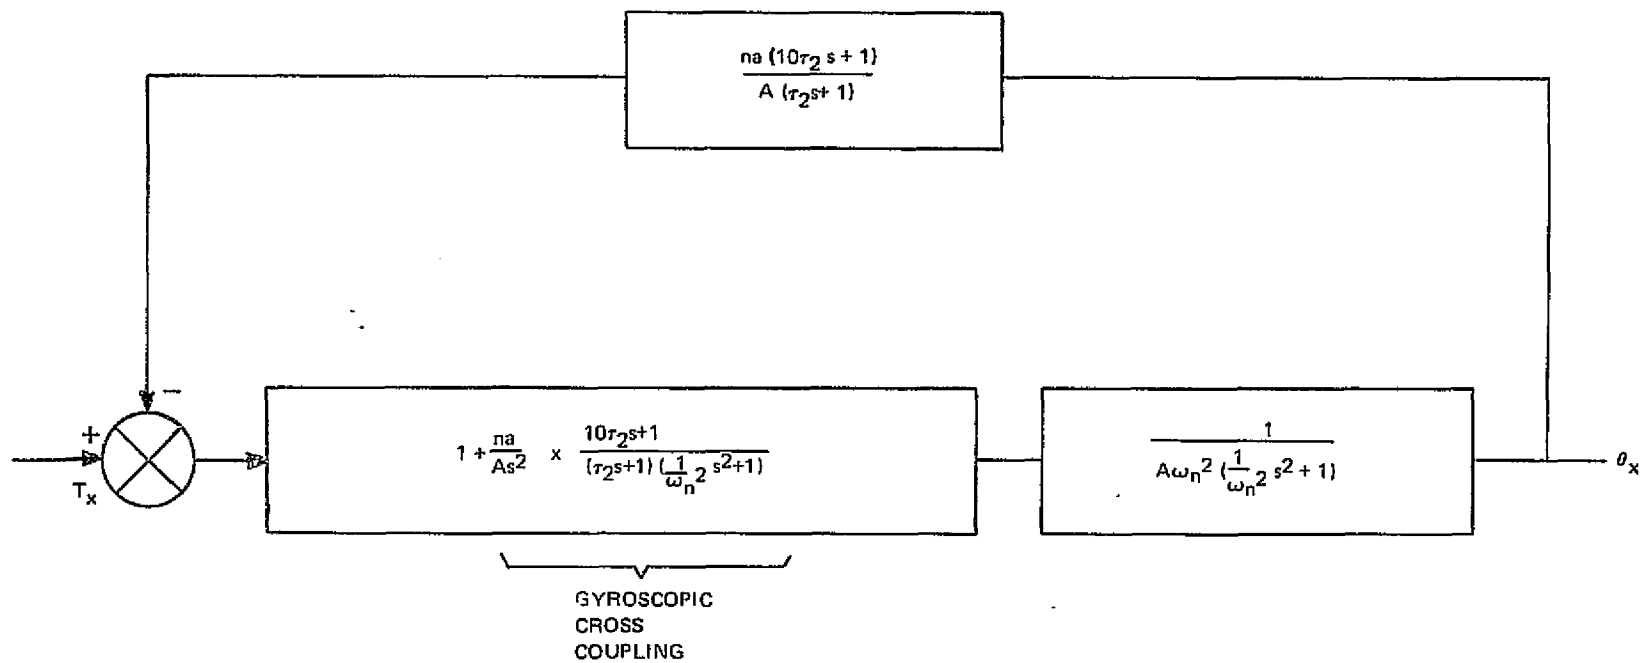 na (10τ₂ s + 1)
A (τ₂s+ 1)
−
+
Tₓ
1 + na/As² x 10τ₂s+1 / (τ₂s+1) (1/ωₙ² s²+1)
1
Aωₙ² (1/ωₙ² s² + 1)
θₓ
GYROSCOPIC
CROSS
COUPLING